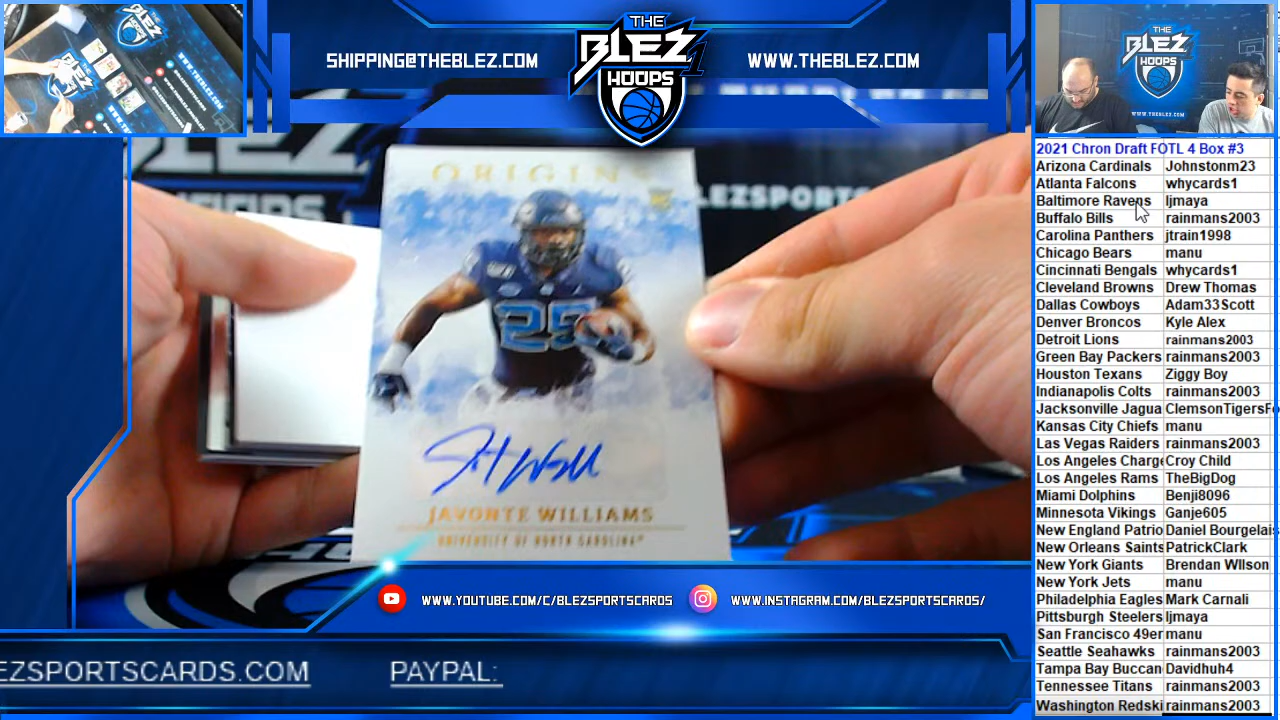 SHIPPING@THEBLEZ.COM
THE
BLEZ
HOOPS
WWW.THEBLEZ.COM
THE
BLEZ
HOOPS
WWW.THEBLEZ.COM
ORIGINS
RC
25
JAVONTE WILLIAMS
UNIVERSITY OF NORTH CAROLINA
BLEZSPORTS
WWW.YOUTUBE.COM/C/BLEZSPORTSCARDS
WWW.INSTAGRAM.COM/BLEZSPORTSCARDS/
EZSPORTSCARDS.COM PAYPAL:
2021 Chron Draft FOTL 4 Box #3
Arizona Cardinals Johnstonm23
Atlanta Falcons whycards1
Baltimore Ravens ljmaya
Buffalo Bills rainmans2003
Carolina Panthers jtrain1998
Chicago Bears manu
Cincinnati Bengals whycards1
Cleveland Browns Drew Thomas
Dallas Cowboys Adam33Scott
Denver Broncos Kyle Alex
Detroit Lions rainmans2003
Green Bay Packers rainmans2003
Houston Texans Ziggy Boy
Indianapolis Colts rainmans2003
Jacksonville Jagua ClemsonTigersFo
Kansas City Chiefs manu
Las Vegas Raiders rainmans2003
Los Angeles Charge Croy Child
Los Angeles Rams TheBigDog
Miami Dolphins Benji8096
Minnesota Vikings Ganje605
New England Patrio Daniel Bourgelais
New Orleans Saints PatrickClark
New York Giants Brendan WIlson
New York Jets manu
Philadelphia Eagles Mark Carnali
Pittsburgh Steelers ljmaya
San Francisco 49er manu
Seattle Seahawks rainmans2003
Tampa Bay Buccan Davidhuh4
Tennessee Titans rainmans2003
Washington Redski rainmans2003